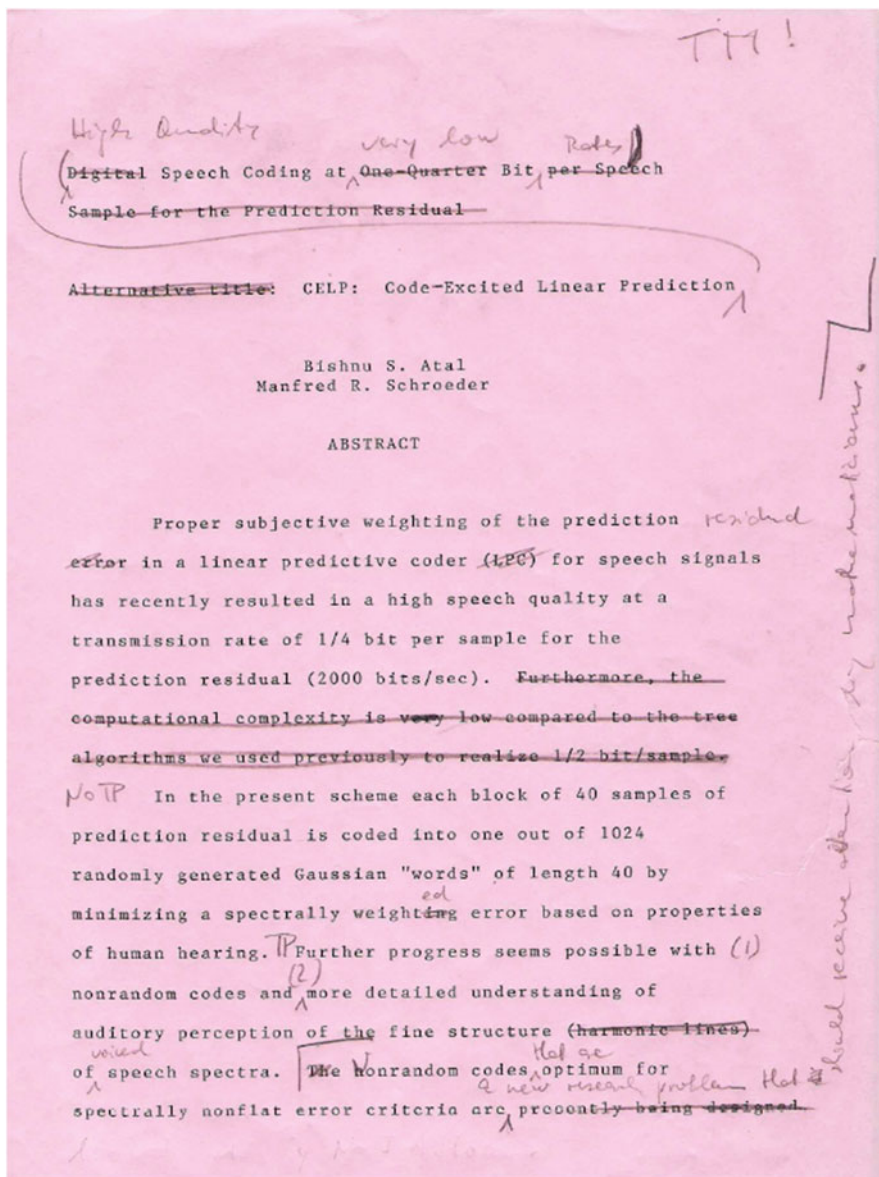 TM!
High Quality very low Rates
Digital Speech Coding at One-Quarter Bit per Speech
Sample for the Prediction Residual
Alternative title: CELP: Code-Excited Linear Prediction
Bishnu S. Atal
Manfred R. Schroeder
ABSTRACT
Proper subjective weighting of the prediction residual
error in a linear predictive coder (LPC) for speech signals
has recently resulted in a high speech quality at a
transmission rate of 1/4 bit per sample for the
prediction residual (2000 bits/sec). Furthermore, the
computational complexity is very low compared to the tree
algorithms we used previously to realize 1/2 bit/sample.
No ¶ In the present scheme each block of 40 samples of
prediction residual is coded into one out of 1024
randomly generated Gaussian "words" of length 40 by
ed
minimizing a spectrally weighting error based on properties
of human hearing. ¶ Further progress seems possible with (1)
(2)
nonrandom codes and more detailed understanding of
auditory perception of the fine structure (harmonic lines)
voiced that are
of speech spectra. The Nonrandom codes optimum for
a new research problem that
spectrally nonflat error criteria are presently being designed
should receive attention by mathematicians.